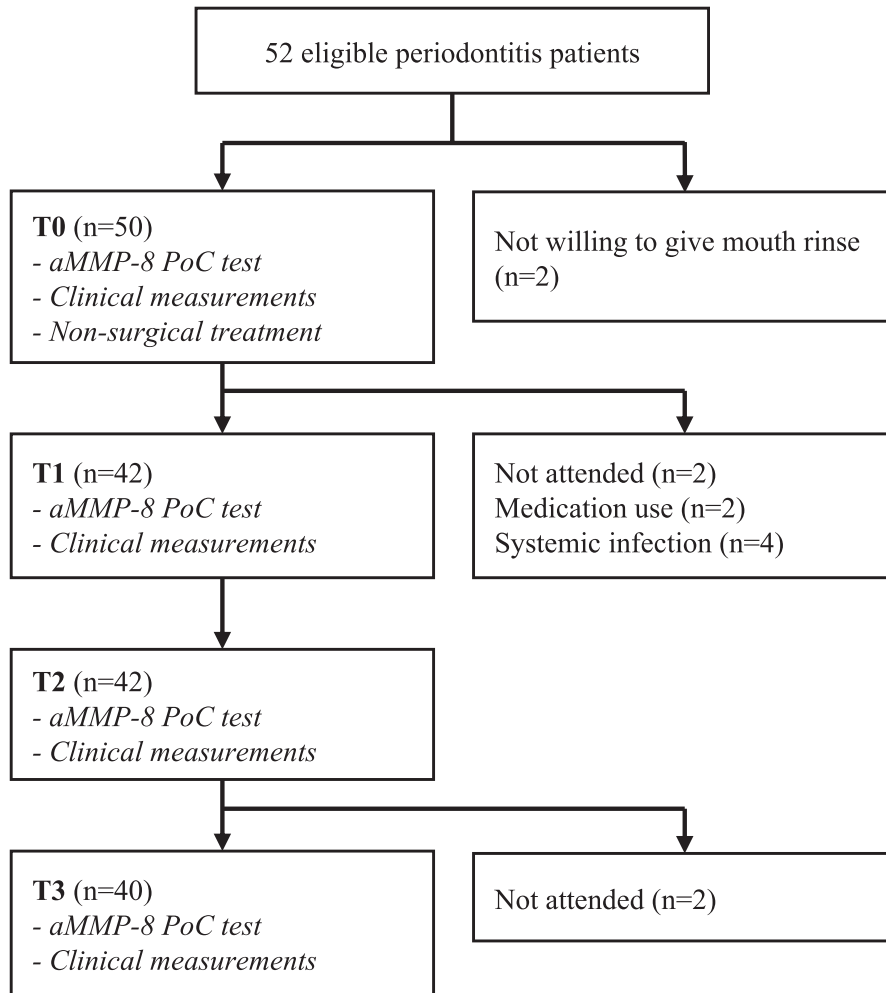 52 eligible periodontitis patients
T0 (n=50)
- aMMP-8 PoC test
- Clinical measurements
- Non-surgical treatment
Not willing to give mouth rinse
(n=2)
T1 (n=42)
- aMMP-8 PoC test
- Clinical measurements
Not attended (n=2)
Medication use (n=2)
Systemic infection (n=4)
T2 (n=42)
- aMMP-8 PoC test
- Clinical measurements
T3 (n=40)
- aMMP-8 PoC test
- Clinical measurements
Not attended (n=2)